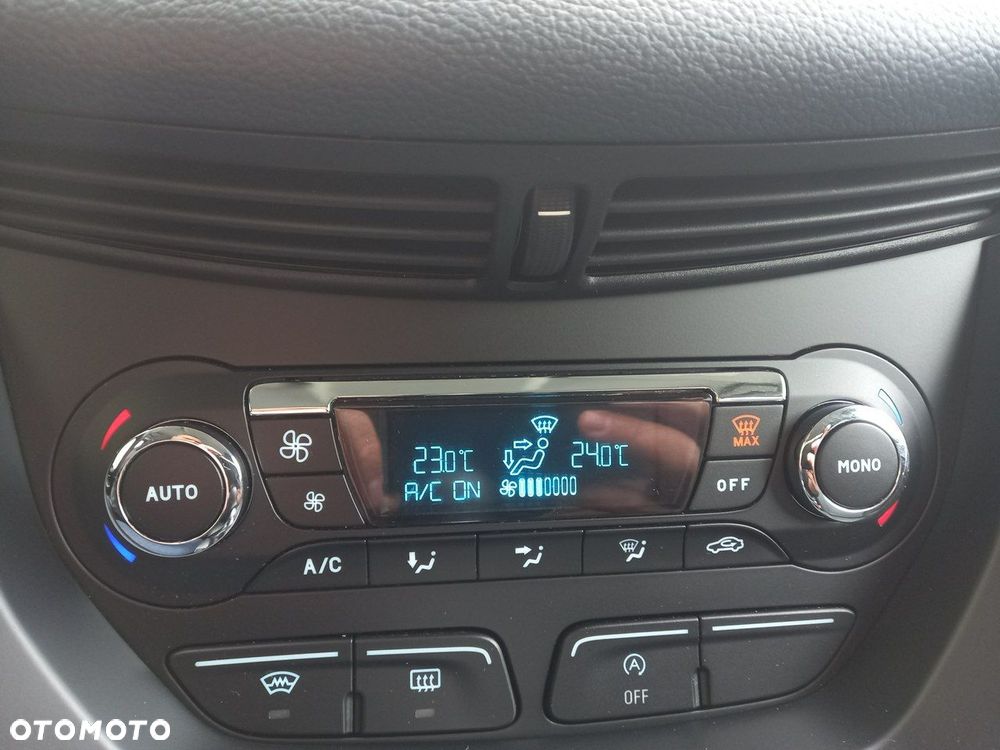 MAX
23.0°C
24.0°C
AUTO
A/C ON
OFF
MONO
A/C
A
OFF
OTOMOTO